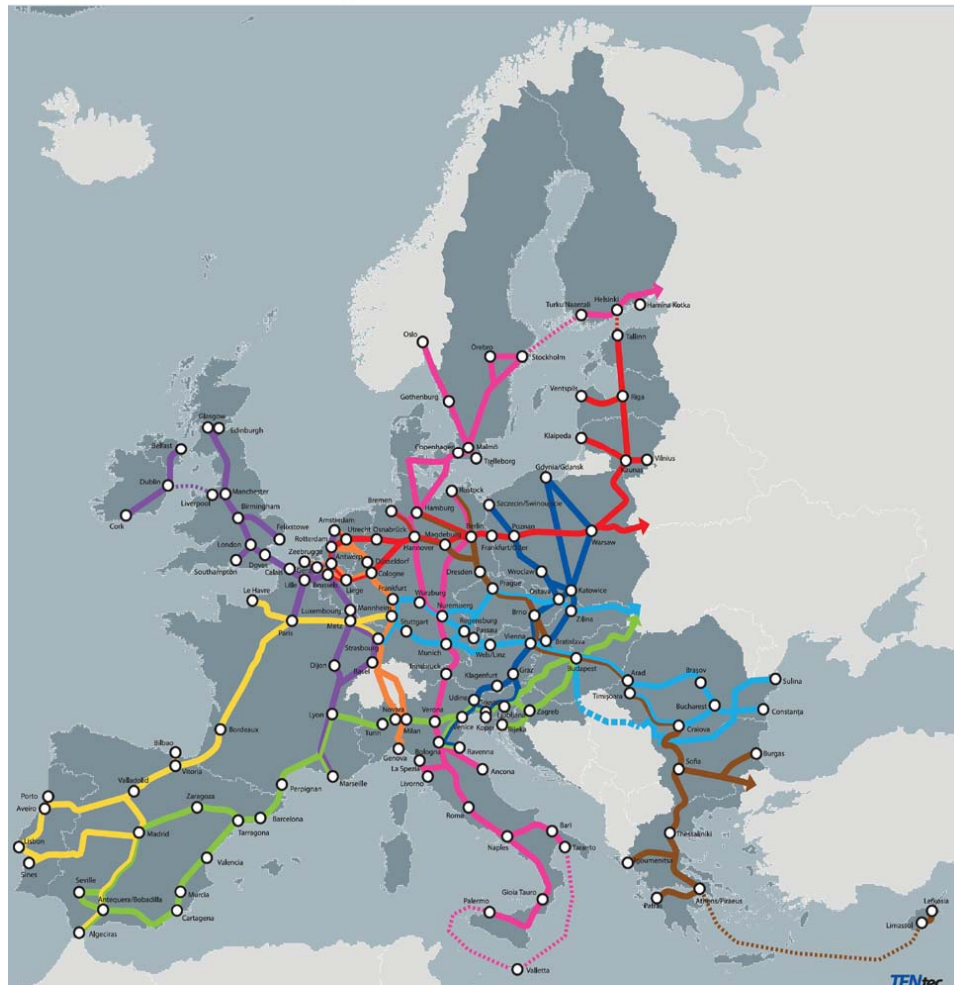 Helsinki
Turku/Naantali
Hamina Kotka
Oslo
Örebro
Stockholm
Tallinn
Ventspils
Riga
Gothenburg
Glasgow
Edinburgh
Klaipeda
Belfast
Copenhagen
Malmö
Trelleborg
Vilnius
Kaunas
Gdynia/Gdansk
Dublin
Liverpool
Manchester
Bremen
Rostock
Szczecin/Swinoujscie
Birmingham
Hamburg
Cork
Felixstowe
Amsterdam
Utrecht
Osnabrück
Magdeburg
Berlin
Poznan
London
Rotterdam
Hannover
Frankfurt/Oder
Warsaw
Zeebrugge
Antwerp
Düsseldorf
Southampton
Dover
Calais
Cologne
Dresden
Wroclaw
Lille
Brussels
Liège
Frankfurt
Prague
Ostava
Katowice
Le Havre
Luxembourg
Mannheim
Wurzburg
Nuremberg
Regensburg
Brno
Zilina
Paris
Metz
Stuttgart
Passau
Vienna
Strasbourg
Munich
Wels/Linz
Bratislava
Dijon
Basel
Innsbruck
Klagenfurt
Graz
Budapest
Arad
Braşov
Sulina
Udine
Timişoara
Lyon
Novara
Verona
Zagreb
Bucharest
Constanţa
Turin
Milan
Venice
Koper
Ljubljana
Rijeka
Craiova
Bordeaux
Genova
Bologna
Ravenna
Bilbao
La Spezia
Ancona
Sofia
Burgas
Vitoria
Marseille
Livorno
Valladolid
Perpignan
Porto
Zaragoza
Aveiro
Rome
Madrid
Barcelona
Tarragona
Bari
Thessaloniki
Lisbon
Naples
Taranto
Sines
Valencia
Igoumenitsa
Seville
Murcia
Gioia Tauro
Palermo
Patras
Athens/Piraeus
Lefkosia
Antequera/Bobadilla
Cartagena
Limassol
Algeciras
Valletta
TENtec